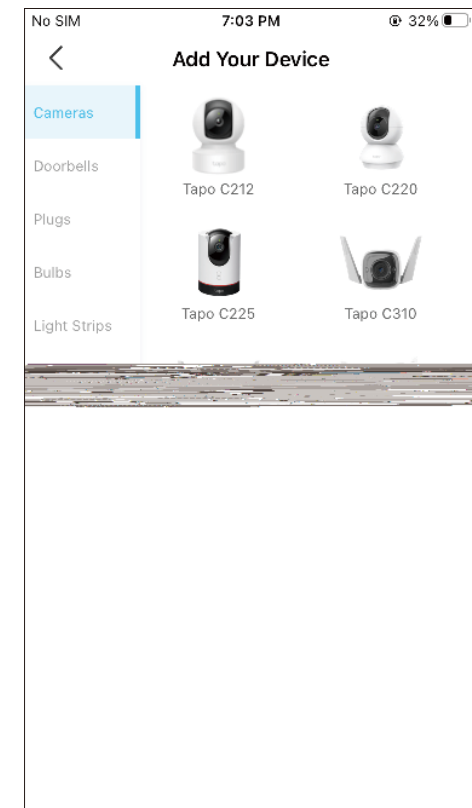 No SIM 7:03 PM 32%
Add Your Device
Cameras
Doorbells
Plugs
Bulbs
Light Strips
Tapo C212 Tapo C220
Tapo C225 Tapo C310